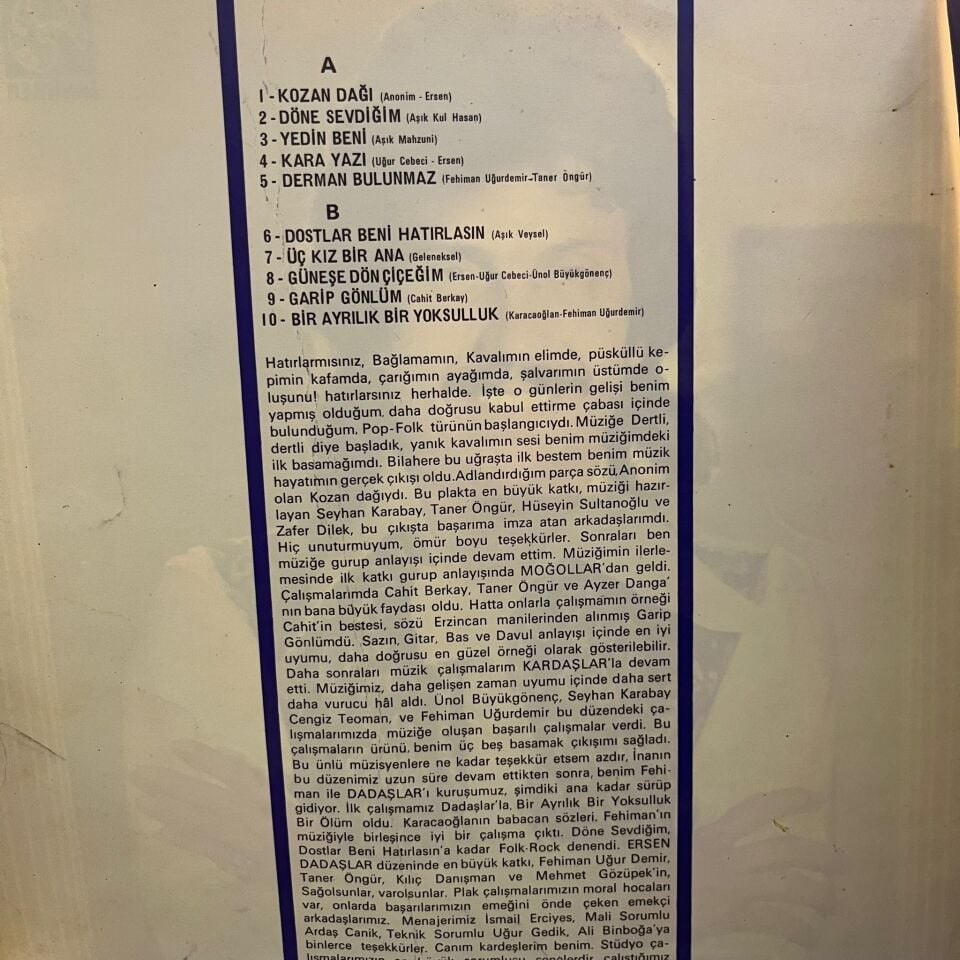 A
1 - KOZAN DAĞI (Anonim - Ersen)
2 - DÖNE SEVDİĞİM (Aşık Kul Hasan)
3 - YEDİN BENİ (Aşık Mahzuni)
4 - KARA YAZI (Uğur Cebeci - Ersen)
5 - DERMAN BULUNMAZ (Fehiman Uğurdemir-Taner Öngür)
B
6 - DOSTLAR BENİ HATIRLASIN (Aşık Veysel)
7 - ÜÇ KIZ BİR ANA (Geleneksel)
8 - GÜNEŞE DÖN ÇİÇEĞİM (Ersen-Uğur Cebeci-Ünol Büyükgönenç)
9 - GARİP GÖNLÜM (Cahit Berkay)
10 - BİR AYRILIK BİR YOKSULLUK (Karacaoğlan-Fehiman Uğurdemir)
Hatırlarmısınız, Bağlamamın, Kavalımın elimde, püsküllü ke-
pimin kafamda, çarığımın ayağımda, şalvarımın üstümde o-
luşunu! hatırlarsınız herhalde. İşte o günlerin gelişi benim
yapmış olduğum, daha doğrusu kabul ettirme çabası içinde
bulunduğum, Pop-Folk türünün başlangıcıydı. Müziğe Dertli,
dertli diye başladık, yanık kavalımın sesi benim müziğimdeki
ilk basamağımdı. Bilahere bu uğraşta ilk bestem benim müzik
hayatımın gerçek çıkışı oldu.Adlandırdığım parça sözü, Anonim
olan Kozan dağıydı. Bu plakta en büyük katkı, müziği hazır-
layan Seyhan Karabay, Taner Öngür, Hüseyin Sultanoğlu ve
Zafer Dilek, bu çıkışta başarıma imza atan arkadaşlarımdı.
Hiç unuturmuyum, ömür boyu teşekkürler. Sonraları ben
müziğe gurup anlayışı içinde devam ettim. Müziğimin ilerle-
mesinde ilk katkı gurup anlayışında MOĞOLLAR'dan geldi.
Çalışmalarımda Cahit Berkay, Taner Öngür ve Ayzer Danga'
nın bana büyük faydası oldu. Hatta onlarla çalışmamın örneği
Cahit'in bestesi, sözü Erzincan manilerinden alınmış Garip
Gönlümdü. Sazın, Gitar, Bas ve Davul anlayışı içinde en iyi
uyumu, daha doğrusu en güzel örneği olarak gösterilebilir.
Daha sonraları müzik çalışmalarım KARDAŞLAR'la devam
etti. Müziğimiz, daha gelişen zaman uyumu içinde daha sert
daha vurucu hâl aldı. Ünol Büyükgönenç, Seyhan Karabay
Cengiz Teoman, ve Fehiman Uğurdemir bu düzendeki ça-
lışmalarımızda müziğe oluşan başarılı çalışmalar verdi. Bu
çalışmaların ürünü, benim üç beş basamak çıkışımı sağladı.
Bu ünlü müzisyenlere ne kadar teşekkür etsem azdır, İnanın
bu düzenimiz uzun süre devam ettikten sonra, benim Fehi-
man ile DADAŞLAR'ı kuruşumuz, şimdiki ana kadar sürüp
gidiyor. İlk çalışmamız Dadaşlar'la, Bir Ayrılık Bir Yoksulluk
Bir Ölüm oldu. Karacaoğlanın babacan sözleri. Fehiman'ın
müziğiyle birleşince iyi bir çalışma çıktı. Döne Sevdiğim,
Dostlar Beni Hatırlasın'a kadar Folk-Rock denendi. ERSEN
DADAŞLAR düzeninde en büyük katkı, Fehiman Uğur Demir,
Taner Öngür, Kılıç Danışman ve Mehmet Gözüpek'in,
Sağolsunlar, varolsunlar. Plak çalışmalarımızın moral hocaları
var, onlarda başarılarımızın emeğini önde çeken emekçi
arkadaşlarımız. Menajerimiz İsmail Erciyes, Mali Sorumlu
Ardaş Canik, Teknik Sorumlu Uğur Gedik, Ali Binboğa'ya
binlerce teşekkürler. Canım kardeşlerim benim. Stüdyo ça-
lışmalarımızın en büyük sorumlusu senelerdir çalıştığımız